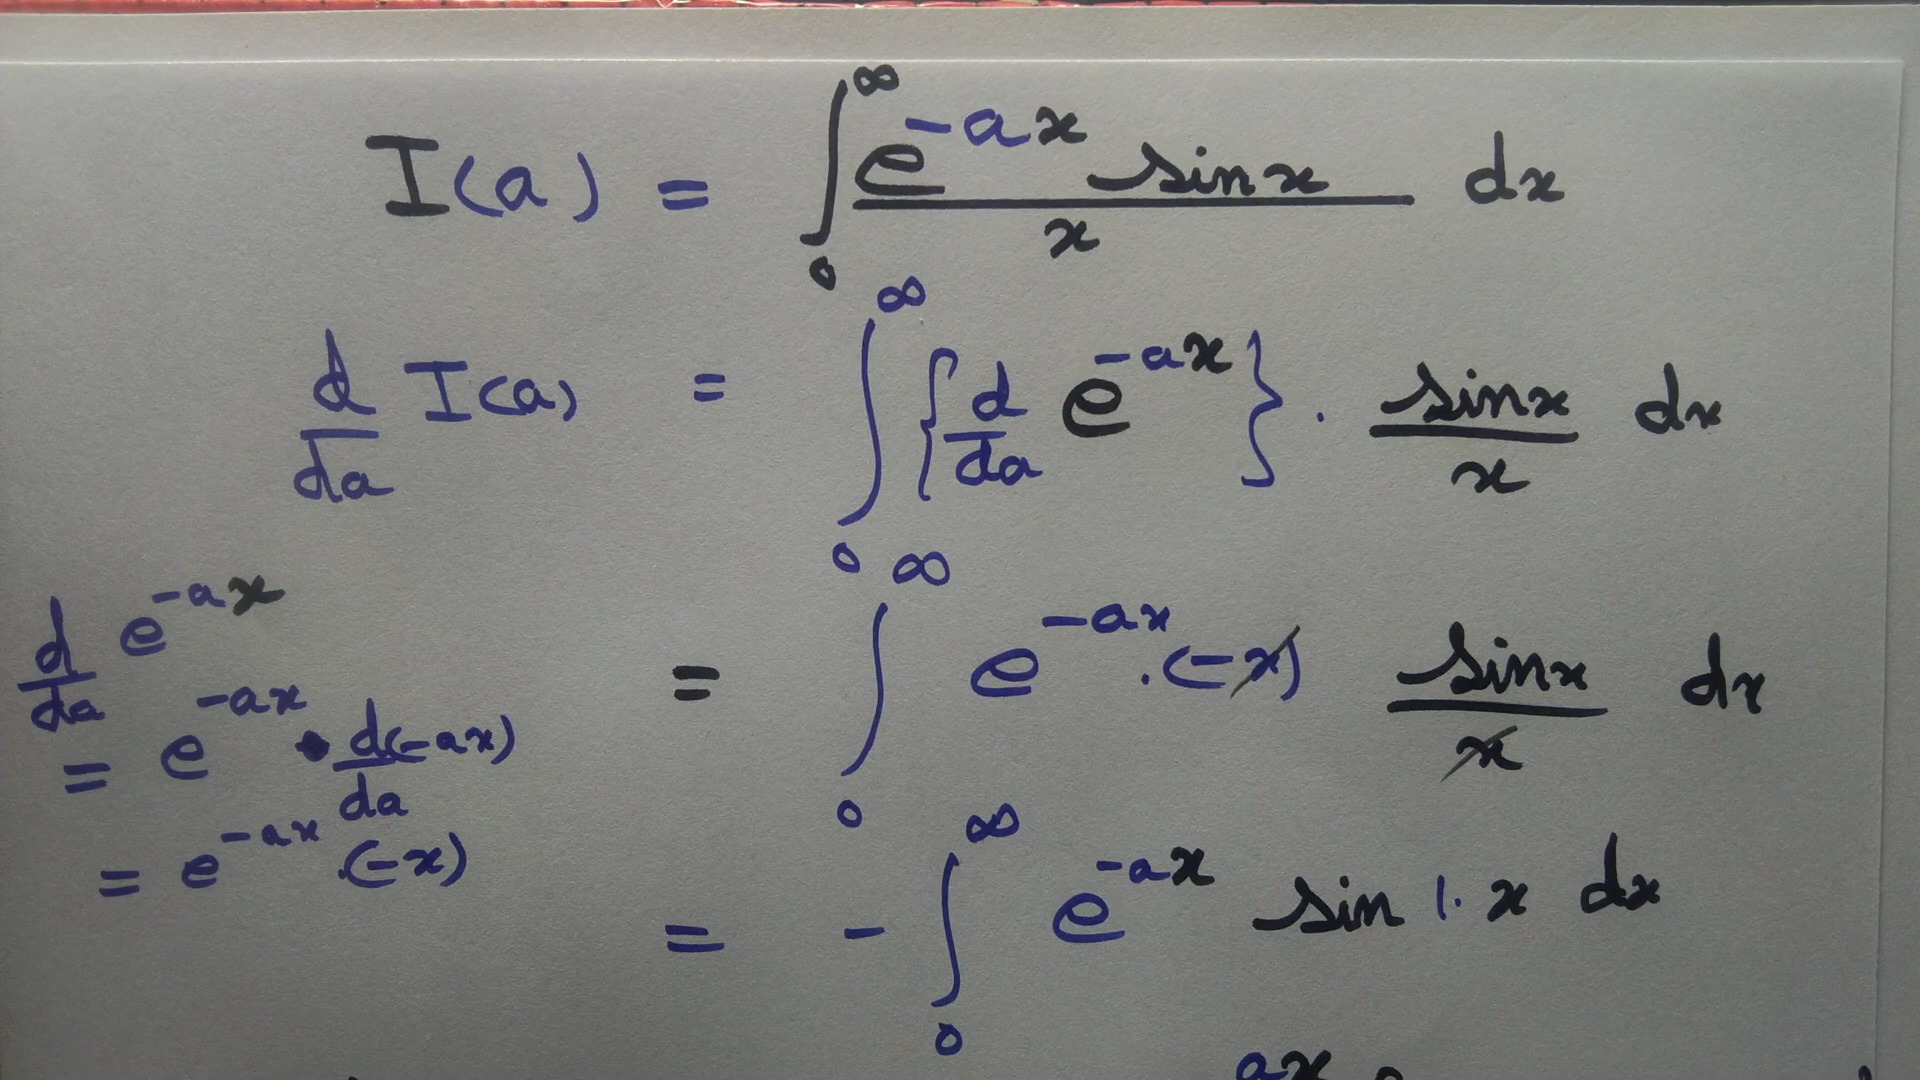 I(a) = ∫₀^∞ e^{-ax} sinx / x dx
d/da I(a) = ∫₀^∞ {d/da e^{-ax}} · sinx/x dx
d/da e^{-ax}
= e^{-ax} · d(-ax)/da
= e^{-ax} · (-x)
= ∫₀^∞ e^{-ax} · (-x) sinx/x dx
= - ∫₀^∞ e^{-ax} sin 1·x dx